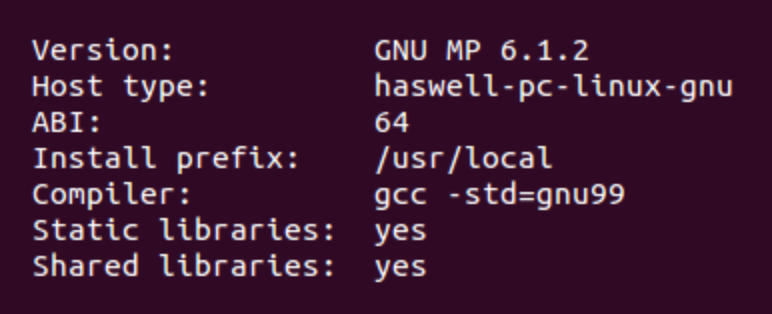 Version: GNU MP 6.1.2
Host type: haswell-pc-linux-gnu
ABI: 64
Install prefix: /usr/local
Compiler: gcc -std=gnu99
Static libraries: yes
Shared libraries: yes